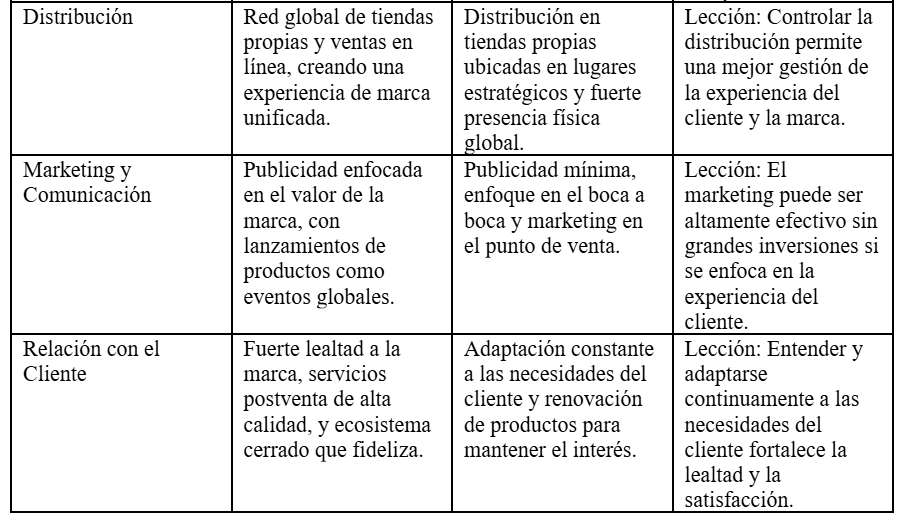 Distribución
Red global de tiendas
propias y ventas en
línea, creando una
experiencia de marca
unificada.
Distribución en
tiendas propias
ubicadas en lugares
estratégicos y fuerte
presencia física
global.
Lección: Controlar la
distribución permite
una mejor gestión de
la experiencia del
cliente y la marca.
Marketing y
Comunicación
Publicidad enfocada
en el valor de la
marca, con
lanzamientos de
productos como
eventos globales.
Publicidad mínima,
enfoque en el boca a
boca y marketing en
el punto de venta.
Lección: El
marketing puede ser
altamente efectivo sin
grandes inversiones si
se enfoca en la
experiencia del
cliente.
Relación con el
Cliente
Fuerte lealtad a la
marca, servicios
postventa de alta
calidad, y ecosistema
cerrado que fideliza.
Adaptación constante
a las necesidades del
cliente y renovación
de productos para
mantener el interés.
Lección: Entender y
adaptarse
continuamente a las
necesidades del
cliente fortalece la
lealtad y la
satisfacción.